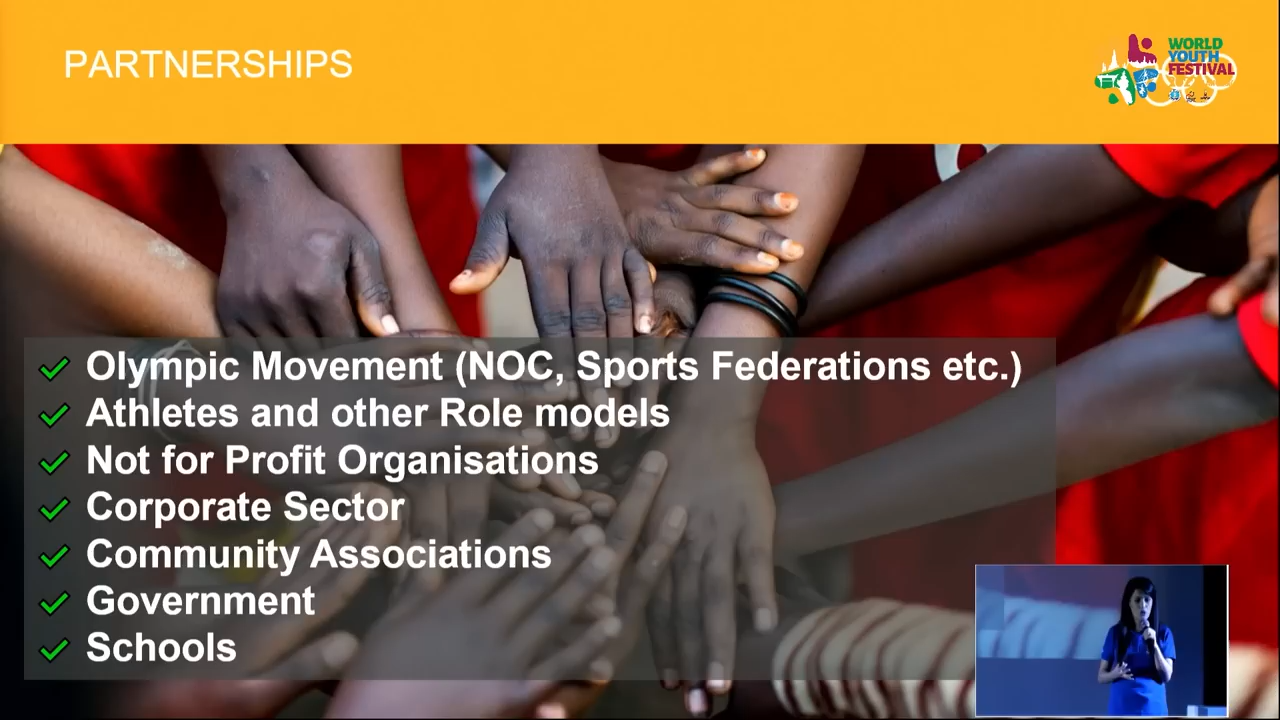 PARTNERSHIPS
WORLD
YOUTH
FESTIVAL
Olympic Movement (NOC, Sports Federations etc.)
Athletes and other Role models
Not for Profit Organisations
Corporate Sector
Community Associations
Government
Schools